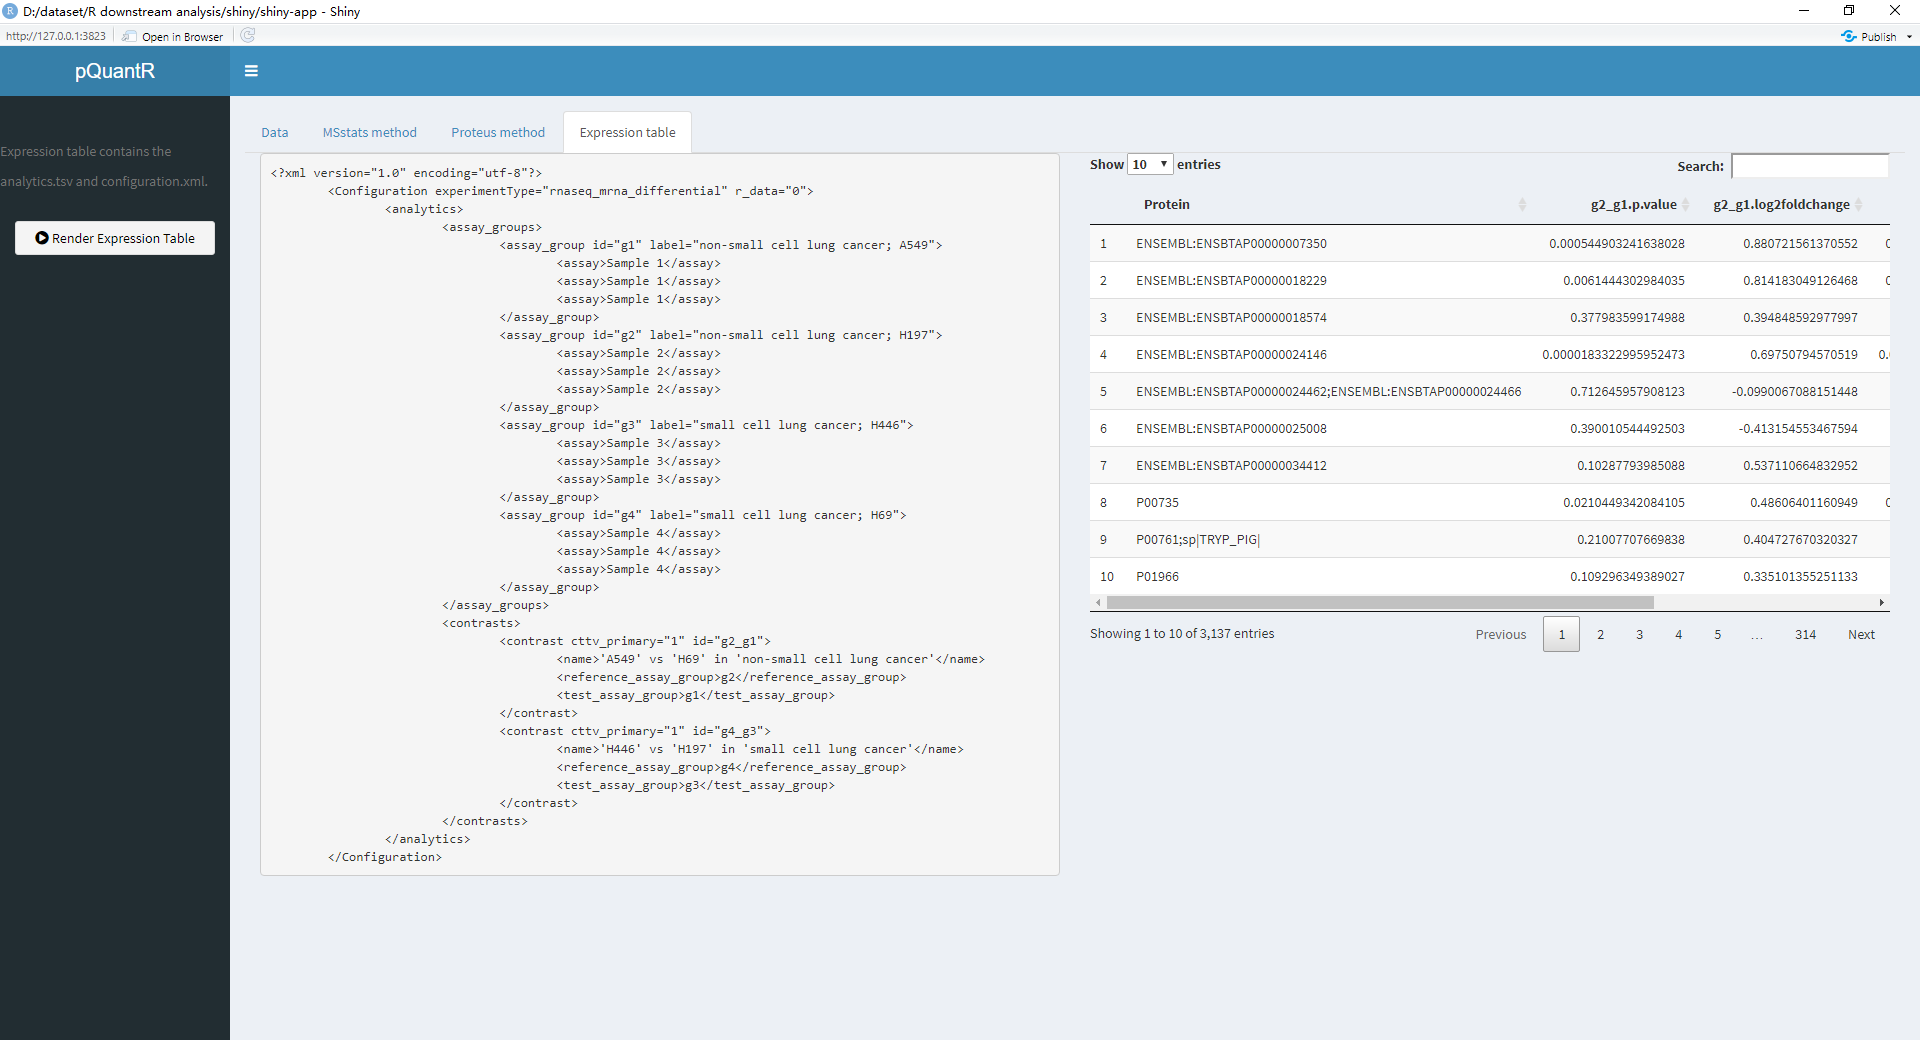 D:/dataset/R downstream analysis/shiny/shiny-app - Shiny
http://127.0.0.1:3823 Open in Browser Publish
pQuantR
Data MSstats method Proteus method Expression table
Expression table contains the
analytics.tsv and configuration.xml.
Render Expression Table
<?xml version="1.0" encoding="utf-8"?>
<Configuration experimentType="rnaseq_mrna_differential" r_data="0">
<analytics>
<assay_groups>
<assay_group id="g1" label="non-small cell lung cancer; A549">
<assay>Sample 1</assay>
<assay>Sample 1</assay>
<assay>Sample 1</assay>
</assay_group>
<assay_group id="g2" label="non-small cell lung cancer; H197">
<assay>Sample 2</assay>
<assay>Sample 2</assay>
<assay>Sample 2</assay>
</assay_group>
<assay_group id="g3" label="small cell lung cancer; H446">
<assay>Sample 3</assay>
<assay>Sample 3</assay>
<assay>Sample 3</assay>
</assay_group>
<assay_group id="g4" label="small cell lung cancer; H69">
<assay>Sample 4</assay>
<assay>Sample 4</assay>
<assay>Sample 4</assay>
</assay_group>
</assay_groups>
<contrasts>
<contrast cttv_primary="1" id="g2_g1">
<name>'A549' vs 'H69' in 'non-small cell lung cancer'</name>
<reference_assay_group>g2</reference_assay_group>
<test_assay_group>g1</test_assay_group>
</contrast>
<contrast cttv_primary="1" id="g4_g3">
<name>'H446' vs 'H197' in 'small cell lung cancer'</name>
<reference_assay_group>g4</reference_assay_group>
<test_assay_group>g3</test_assay_group>
</contrast>
</contrasts>
</analytics>
</Configuration>
Show 10 entries Search:
Protein g2_g1.p.value g2_g1.log2foldchange
1 ENSEMBL:ENSBTAP00000007350 0.000544903241638028 0.880721561370552
2 ENSEMBL:ENSBTAP00000018229 0.0061444302984035 0.814183049126468
3 ENSEMBL:ENSBTAP00000018574 0.377983599174988 0.394848592977997
4 ENSEMBL:ENSBTAP00000024146 0.0000183322995952473 0.69750794570519 0.
5 ENSEMBL:ENSBTAP00000024462;ENSEMBL:ENSBTAP00000024466 0.712645957908123 -0.0990067088151448
6 ENSEMBL:ENSBTAP00000025008 0.390010544492503 -0.413154553467594
7 ENSEMBL:ENSBTAP00000034412 0.10287793985088 0.537110664832952
8 P00735 0.0210449342084105 0.48606401160949
9 P00761;sp|TRYP_PIG| 0.21007707669838 0.404727670320327
10 P01966 0.109296349389027 0.335101355251133
Showing 1 to 10 of 3,137 entries Previous 1 2 3 4 5 … 314 Next